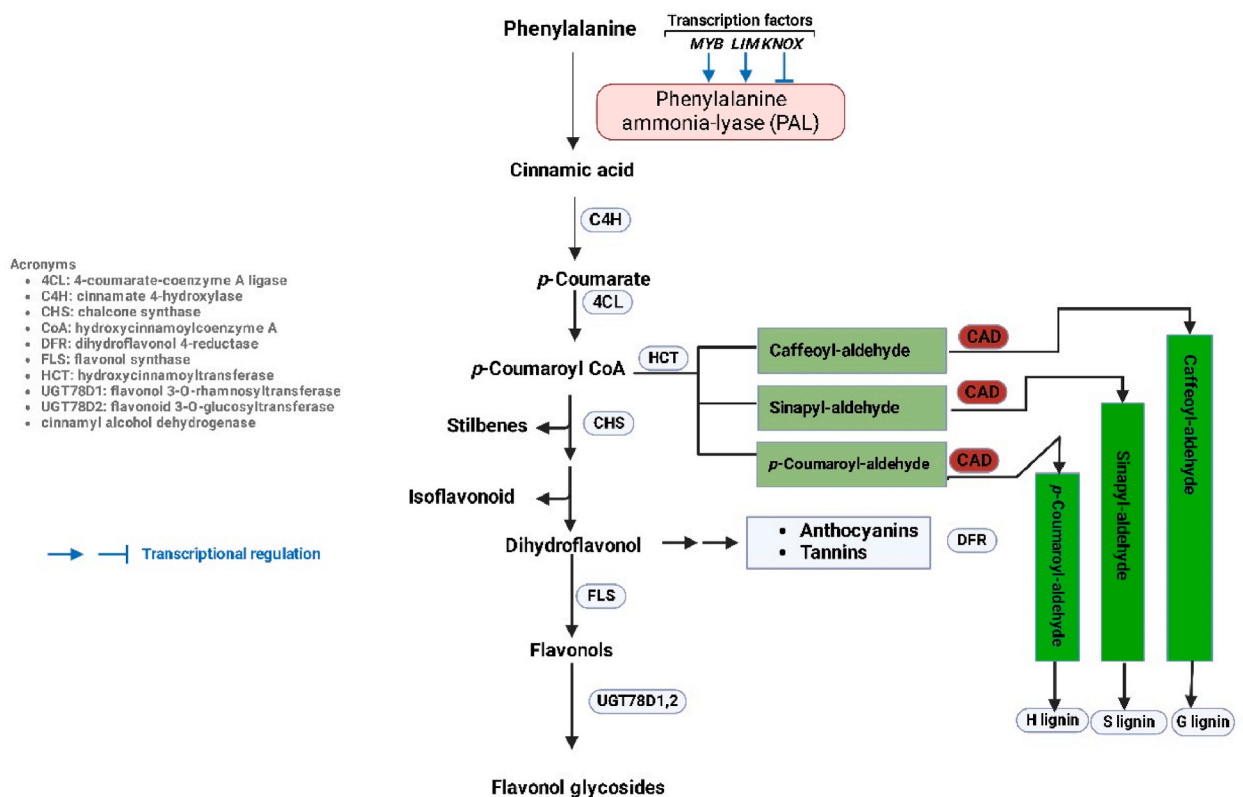 Phenylalanine
Transcription factors
MYB LIM KNOX
Phenylalanine
ammonia-lyase (PAL)
Cinnamic acid
C4H
p-Coumarate
4CL
Acronyms
• 4CL: 4-coumarate-coenzyme A ligase
• C4H: cinnamate 4-hydroxylase
• CHS: chalcone synthase
• CoA: hydroxycinnamoylcoenzyme A
• DFR: dihydroflavonol 4-reductase
• FLS: flavonol synthase
• HCT: hydroxycinnamoyltransferase
• UGT78D1: flavonol 3-O-rhamnosyltransferase
• UGT78D2: flavonoid 3-O-glucosyltransferase
• cinnamyl alcohol dehydrogenase
p-Coumaroyl CoA
HCT
Caffeoyl-aldehyde
CAD
Sinapyl-aldehyde
CAD
p-Coumaroyl-aldehyde
CAD
Stilbenes
CHS
Isoflavonoid
Dihydroflavonol
• Anthocyanins
• Tannins
DFR
Transcriptional regulation
FLS
Flavonols
UGT78D1,2
Flavonol glycosides
p-Coumaroyl-aldehyde
Sinapyl-aldehyde
Caffeoyl-aldehyde
H lignin
S lignin
G lignin